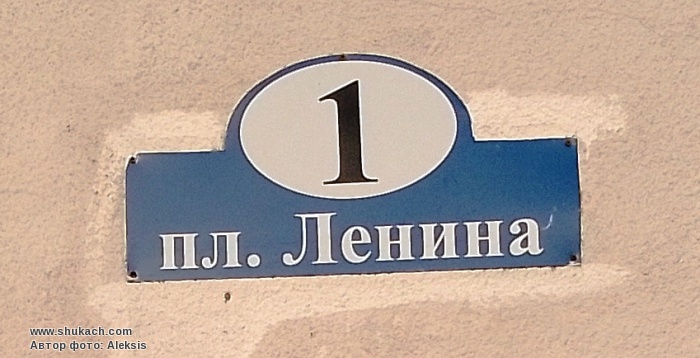 1
пл. Ленина
www.shukach.com
Автор фото: Aleksis